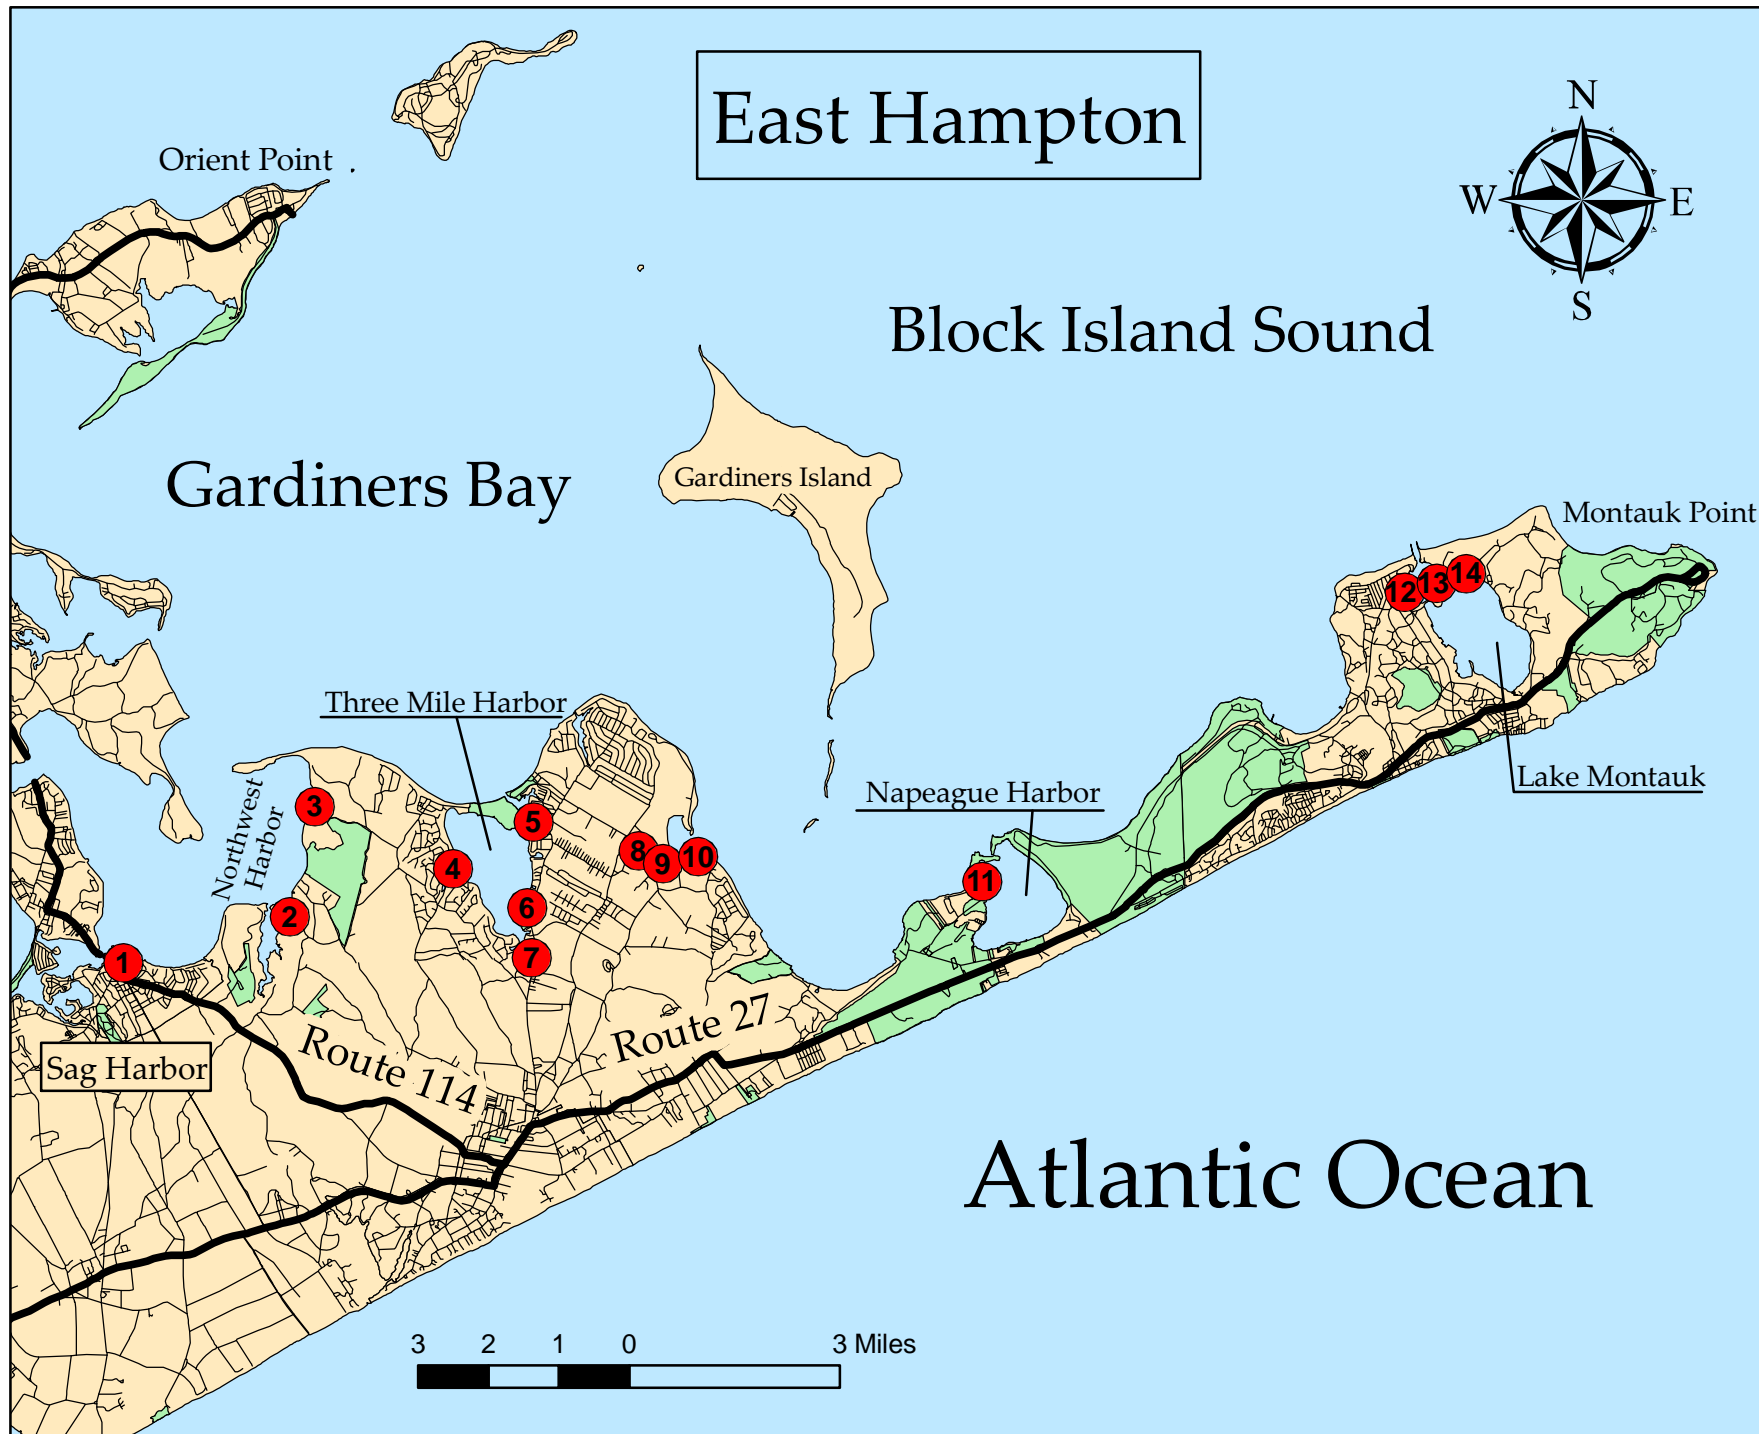 East Hampton
N
W E
S
Orient Point
Block Island Sound
Gardiners Bay
Gardiners Island
Montauk Point
12 13 14
Three Mile Harbor
Northwest
Harbor
3
Napeague Harbor
Lake Montauk
5
4
8 9 10
11
2
6
7
1
Sag Harbor
Route 114
Route 27
Atlantic Ocean
3 2 1 0 3 Miles